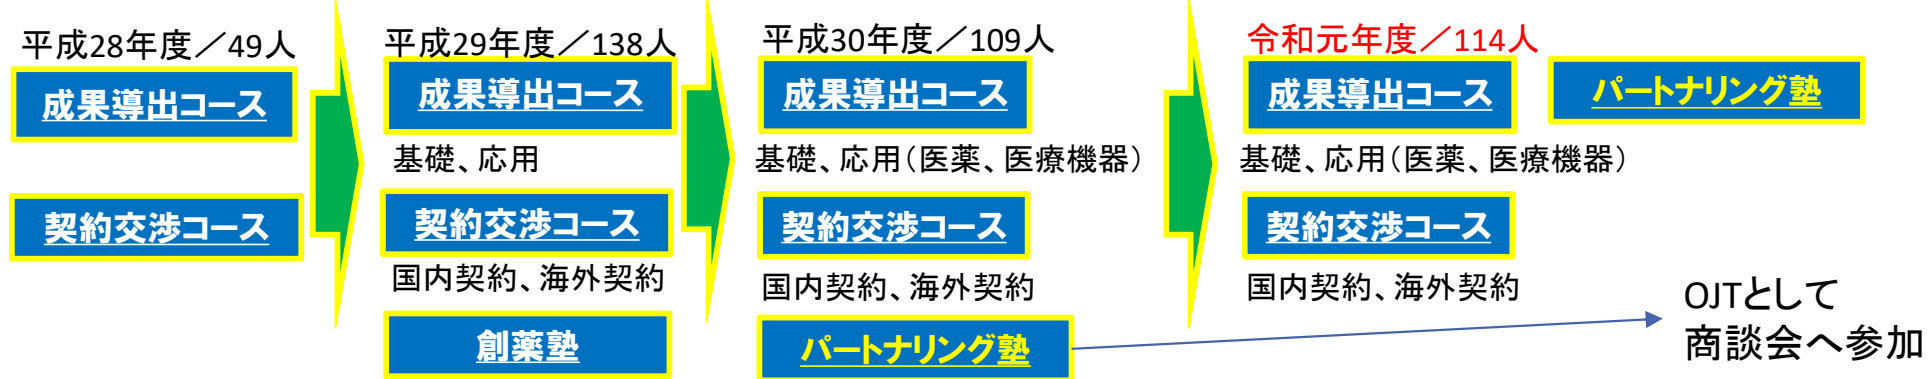 平成28年度／49人
成果導出コース
契約交渉コース
平成29年度／138人
成果導出コース
基礎、応用
契約交渉コース
国内契約、海外契約
創薬塾
平成30年度／109人
成果導出コース
基礎、応用（医薬、医療機器）
契約交渉コース
国内契約、海外契約
パートナリング塾
令和元年度／114人
成果導出コース
基礎、応用（医薬、医療機器）
契約交渉コース
国内契約、海外契約
パートナリング塾
OJTとして
商談会へ参加